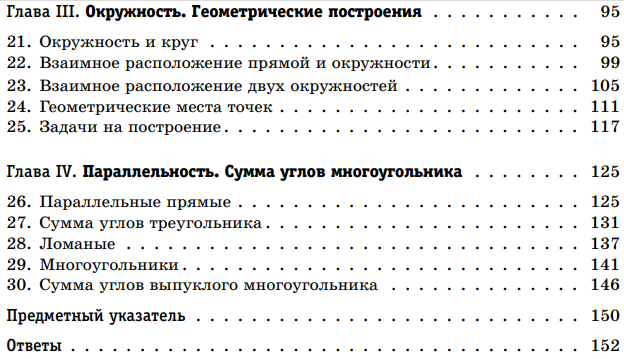 Глава III. Окружность. Геометрические построения . . . . . . . . . . . . 95
21. Окружность и круг . . . . . . . . . . . . . . . . . . . . . . . . . . . 95
22. Взаимное расположение прямой и окружности . . . . . . . . . . . 99
23. Взаимное расположение двух окружностей . . . . . . . . . . . . . 105
24. Геометрические места точек . . . . . . . . . . . . . . . . . . . . . 111
25. Задачи на построение . . . . . . . . . . . . . . . . . . . . . . . . . 117
Глава IV. Параллельность. Сумма углов многоугольника . . . . . . . . . 125
26. Параллельные прямые . . . . . . . . . . . . . . . . . . . . . . . . 125
27. Сумма углов треугольника . . . . . . . . . . . . . . . . . . . . . . 131
28. Ломаные . . . . . . . . . . . . . . . . . . . . . . . . . . . . . . . . 137
29. Многоугольники . . . . . . . . . . . . . . . . . . . . . . . . . . . . 141
30. Сумма углов выпуклого многоугольника . . . . . . . . . . . . . . 146
Предметный указатель . . . . . . . . . . . . . . . . . . . . . . . . . . . 150
Ответы . . . . . . . . . . . . . . . . . . . . . . . . . . . . . . . . . . . 152